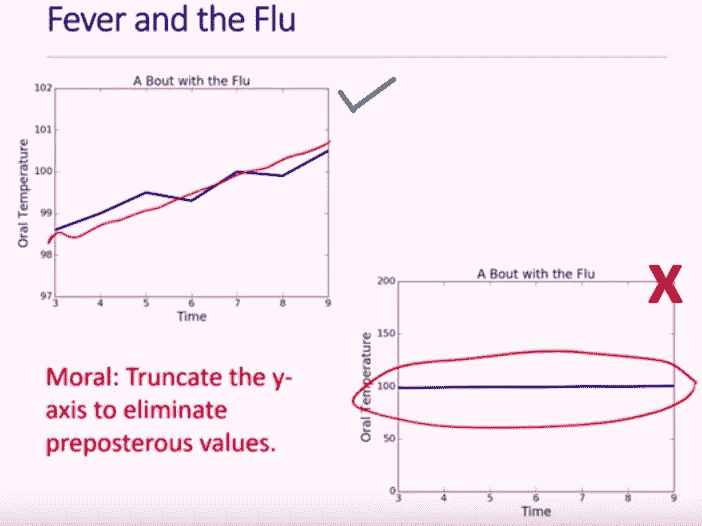 Fever and the Flu
A Bout with the Flu
102
101
100
99
98
97
Oral Temperature
3 4 5 6 7 8 9
Time
A Bout with the Flu
X
200
150
100
50
0
Oral Temperature
3 4 5 6 7 8 9
Time
Moral: Truncate the y-
axis to eliminate
preposterous values.